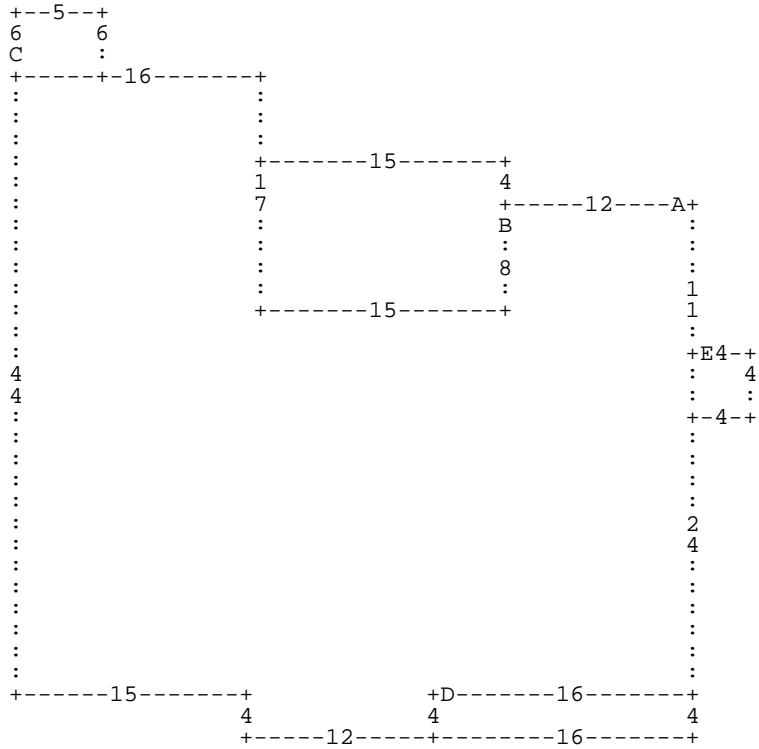 +--5--+
6     6
C     :
+-----+-16-------+
:                :
:                :
:                :
:                +-------15-------+
:                1                4
:                7                +-----12----A+
:                :                B            :
:                :                :            :
:                :                8            :
:                :                :            1
:                +-------15-------+            1
:                                              :
:                                              +E4-+
4                                              :   4
4                                              :   :
:                                              +-4-+
:                                              :
:                                              :
:                                              :
:                                              2
:                                              4
:                                              :
:                                              :
:                                              :
:                                              :
:                                              :
:                                              :
+------15-------+            +D-------16-------+
                4            4                 4
                +-----12-----+-------16--------+